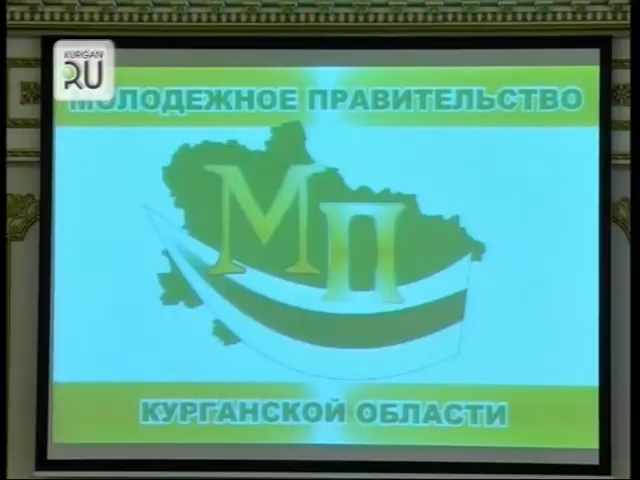 KURGAN
RU
МОЛОДЕЖНОЕ ПРАВИТЕЛЬСТВО
МП
КУРГАНСКОЙ ОБЛАСТИ